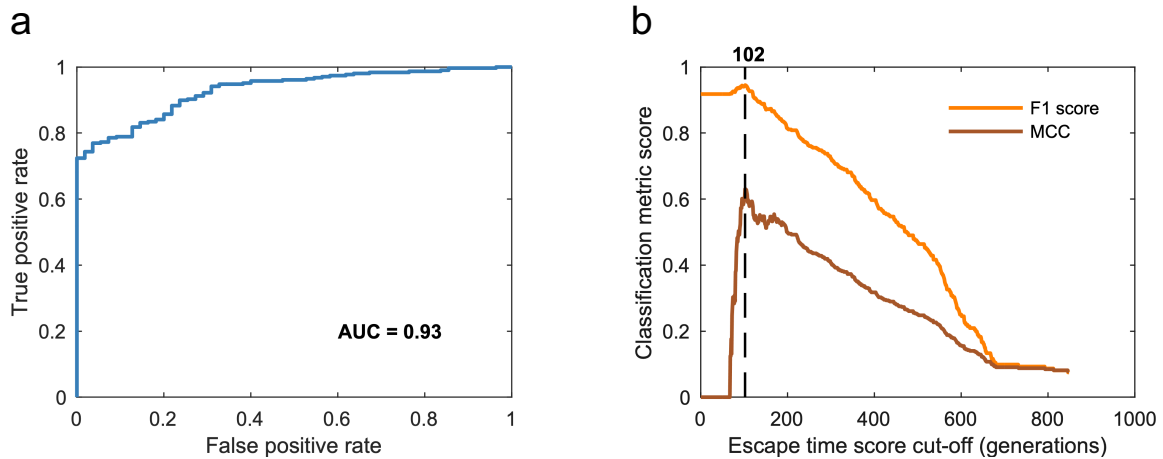 a
1
0.8
0.6
0.4
0.2
0
True positive rate
AUC = 0.93
0
0.2
0.4
0.6
0.8
1
False positive rate
b
102
1
0.8
0.6
0.4
0.2
0
Classification metric score
F1 score
MCC
0
200
400
600
800
1000
Escape time score cut-off (generations)